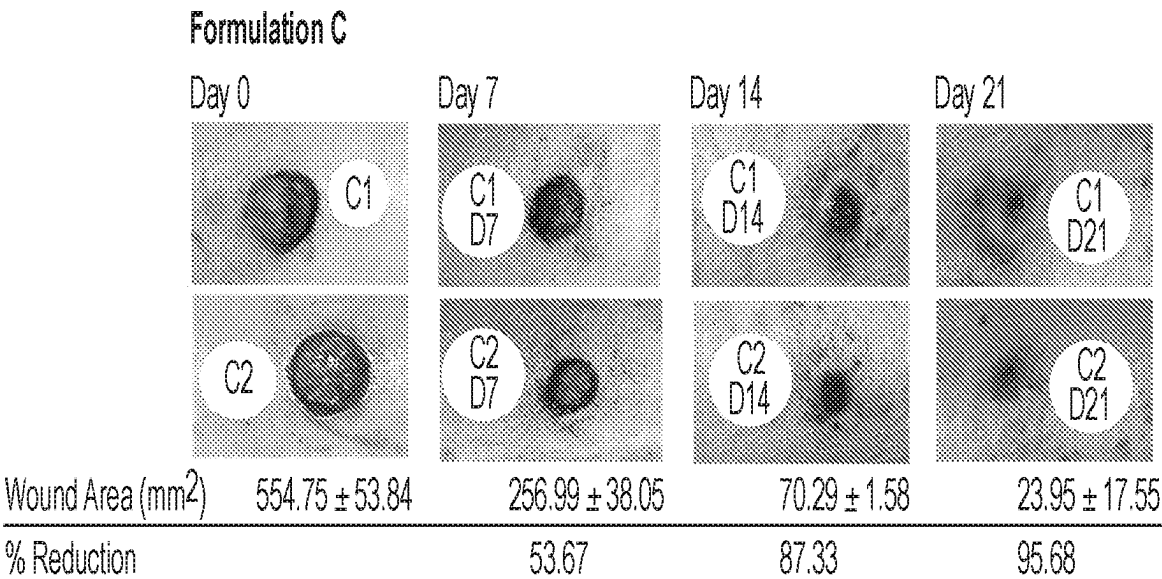 Formulation C
Day 0 Day 7 Day 14 Day 21
C1 C1 C1 C1
D7 D14 D21
C2 C2 C2 C2
D7 D14 D21
Wound Area (mm2) 554.75 ± 53.84 256.99 ± 38.05 70.29 ± 1.58 23.95 ± 17.55
% Reduction 53.67 87.33 95.68